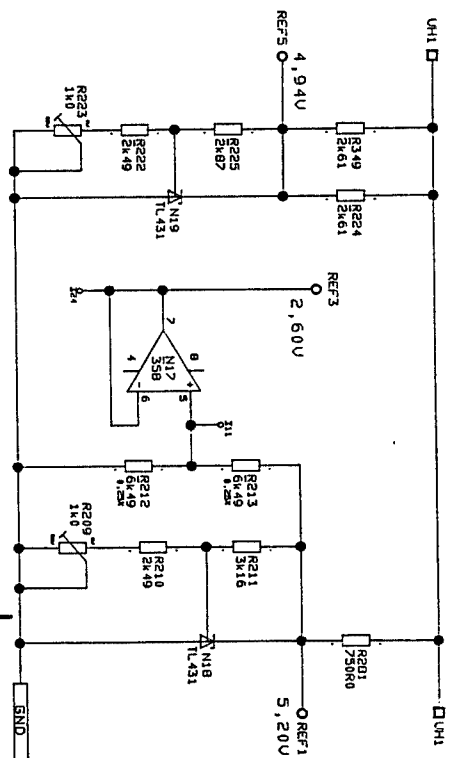 UH1
REF5
4,94V
R349
2k61
R224
2k61
R225
2k87
N19
TL431
R222
2k49
R223
1k0
REF3
2,60V
I24
7
N17
358
8
4
+
-
5
6
I11
R213
6k49
0.25%
R212
6k49
0.25%
R211
3k16
R210
2k49
R209
1k0
N18
TL431
R201
750R0
REF1
5,20V
UH1
GND